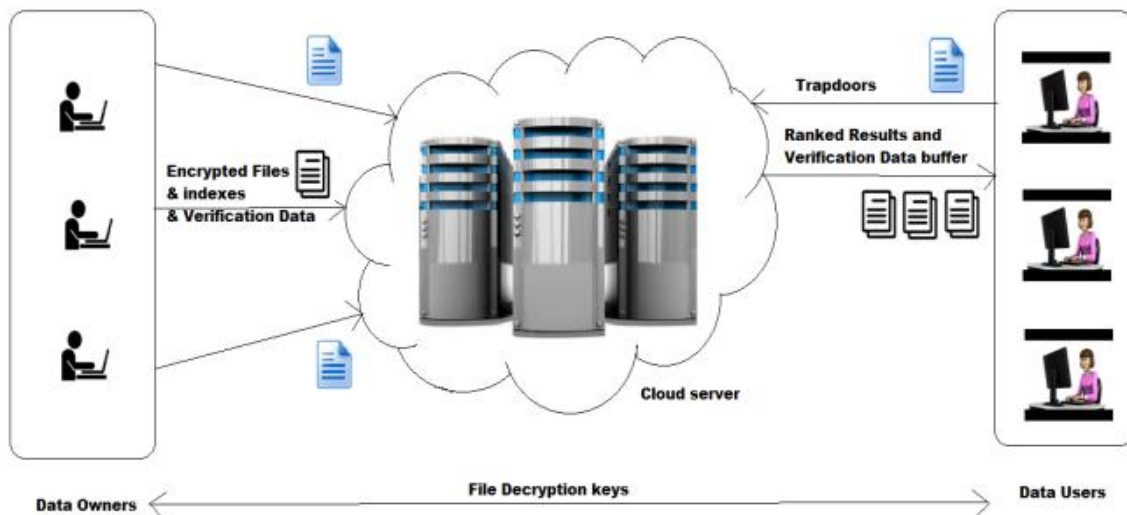 Trapdoors
Ranked Results and
Verification Data buffer
Encrypted Files
& indexes
& Verification Data
Cloud server
File Decryption keys
Data Owners
Data Users